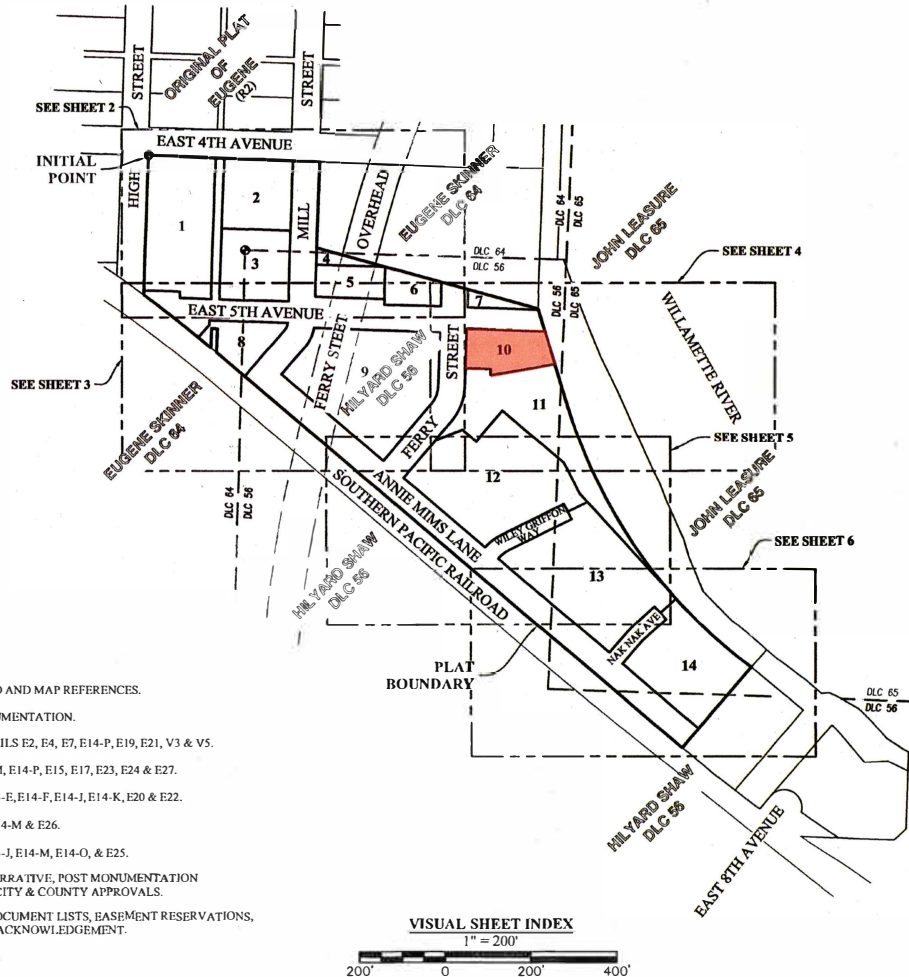 STREET
ORIGINAL PLAT
OF
EUGENE
(R2)
STREET
SEE SHEET 2
EAST 4TH AVENUE
INITIAL
POINT
HIGH
1
2
MILL
OVERHEAD
EUGENE SKINNER
DLC 64
DLC 64
DLC 65
JOHN LEASURE
DLC 65
3
4
DLC 64
DLC 56
SEE SHEET 4
5
6
7
DLC 56
DLC 65
WILLAMETTE RIVER
EAST 5TH AVENUE
8
9
FERRY STEET
HILYARD SHAW
DLC 56
STREET
FERRY
10
SEE SHEET 3
11
EUGENE SKINNER
DLC 64
SEE SHEET 5
12
ANNIE MIMS LANE
SOUTHERN PACIFIC RAILROAD
DLC 64
DLC 56
WILEY GRIFFON
WAY
JOHN LEASURE
DLC 65
SEE SHEET 6
HILYARD SHAW
DLC 56
13
NAK NAK AVE
14
PLAT
BOUNDARY
DLC 65
DLC 56
D AND MAP REFERENCES.
UMENTATION.
ILS E2, E4, E7, E14-P, E19, E21, V3 & V5.
M, E14-P, E15, E17, E23, E24 & E27.
-E, E14-F, E14-J, E14-K, E20 & E22.
4-M & E26.
-J, E14-M, E14-O, & E25.
RRATIVE, POST MONUMENTATION
CITY & COUNTY APPROVALS.
OCUMENT LISTS, EASEMENT RESERVATIONS,
ACKNOWLEDGEMENT.
HILYARD SHAW
DLC 56
EAST 8TH AVENUE
VISUAL SHEET INDEX
1" = 200'
200' 0 200' 400'